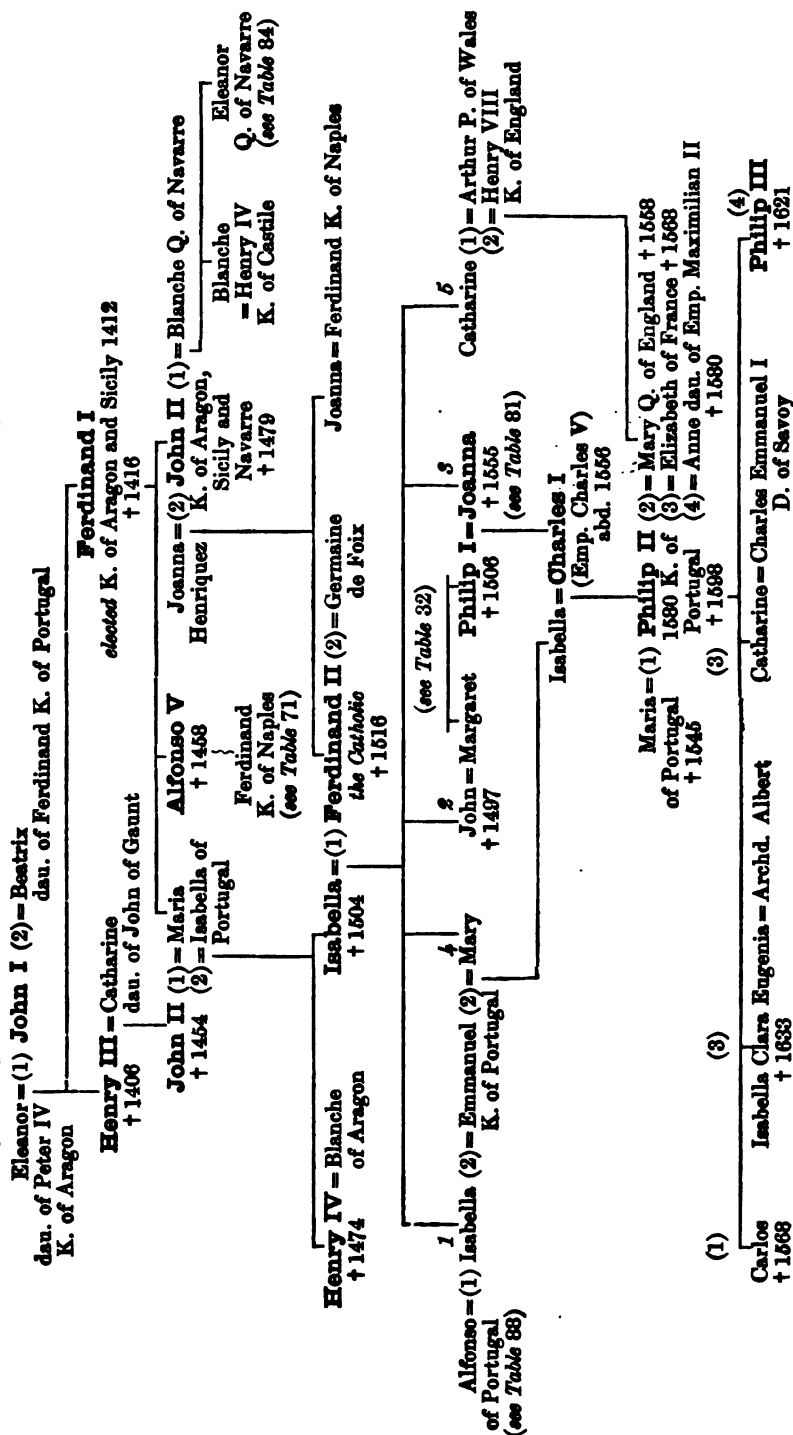 Eleanor = (1) John I (2) = Beatrix
dau. of Peter IV dau. of Ferdinand K. of Portugal
K. of Aragon
Ferdinand I
elected K. of Aragon and Sicily 1412
† 1416
Henry III = Catharine
† 1406 dau. of John of Gaunt
John II (1) = Maria
† 1454 (2) = Isabella of
Portugal
Alfonso V
† 1458
Ferdinand
K. of Naples
(see Table 71)
Joanna = (2) John II (1) = Blanche Q. of Navarre
Henriquez K. of Aragon,
Sicily and
Navarre
† 1479
Blanche
= Henry IV
K. of Castile
Eleanor
Q. of Navarre
(see Table 84)
Henry IV = Blanche
† 1474 of Aragon
Isabella = (1) Ferdinand II (2) = Germaine
† 1504 the Catholic de Foix
† 1516
Joanna = Ferdinand K. of Naples
1 4 2 (see Table 32) 3 5
Alfonso = (1) Isabella (2) = Emmanuel (2) = Mary
of Portugal K. of Portugal
(see Table 88)
John = Margaret
† 1497
Philip I = Joanna
† 1506 † 1555
(see Table 81)
Catharine (1) = Arthur P. of Wales
(2) = Henry VIII
K. of England
Isabella = Charles I
(Emp. Charles V)
abd. 1556
Maria = (1) Philip II (2) = Mary Q. of England † 1558
of Portugal 1580 K. of (3) = Elizabeth of France † 1568
† 1545 Portugal (4) = Anne dau. of Emp. Maximilian II
† 1598 † 1580
(1) (3) (3) (4)
Carlos Isabella Clara Eugenia = Archd. Albert Catharine = Charles Emmanuel I Philip III
† 1568 † 1633 D. of Savoy † 1621